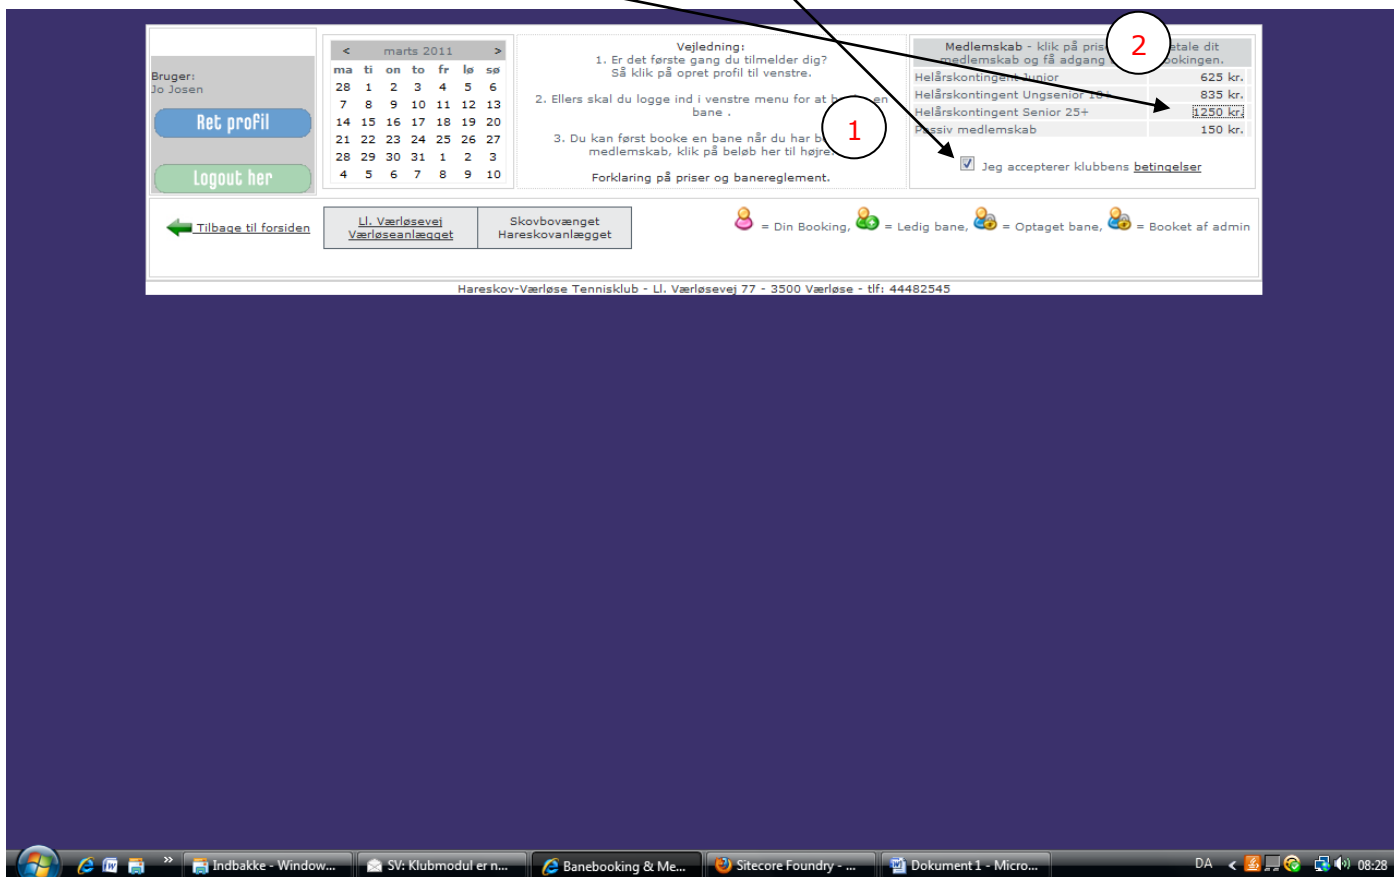 Bruger:
Jo Josen
Ret profil
Logout her
< marts 2011 >
ma ti on to fr lø sø
28 1 2 3 4 5 6
7 8 9 10 11 12 13
14 15 16 17 18 19 20
21 22 23 24 25 26 27
28 29 30 31 1 2 3
4 5 6 7 8 9 10
Vejledning:
1. Er det første gang du tilmelder dig?
Så klik på opret profil til venstre.
2. Ellers skal du logge ind i venstre menu for at en
bane .
3. Du kan først booke en bane når du har
medlemskab, klik på beløb her til højre.
Forklaring på priser og banereglement.
1
2
Medlemskab - klik på dit
medlemskab og få adgang
Helårskontingent Junior 625 kr.
Helårskontingent Ungsenior 18+ 835 kr.
Helårskontingent Senior 25+ 1250 kr.
Passiv medlemskab 150 kr.
Jeg accepterer klubbens betingelser
Tilbage til forsiden
Ll. Værløsevej
Værløseanlægget
Skovbovænget
Hareskovanlægget
= Din Booking, = Ledig bane, = Optaget bane, = Booket af admin
Hareskov-Værløse Tennisklub - Ll. Værløsevej 77 - 3500 Værløse - tlf: 44482545
» Indbakke - Window... SV: Klubmodul er n... Banebooking & Me... Sitecore Foundry - ... Dokument1 - Micro... DA < 08:28